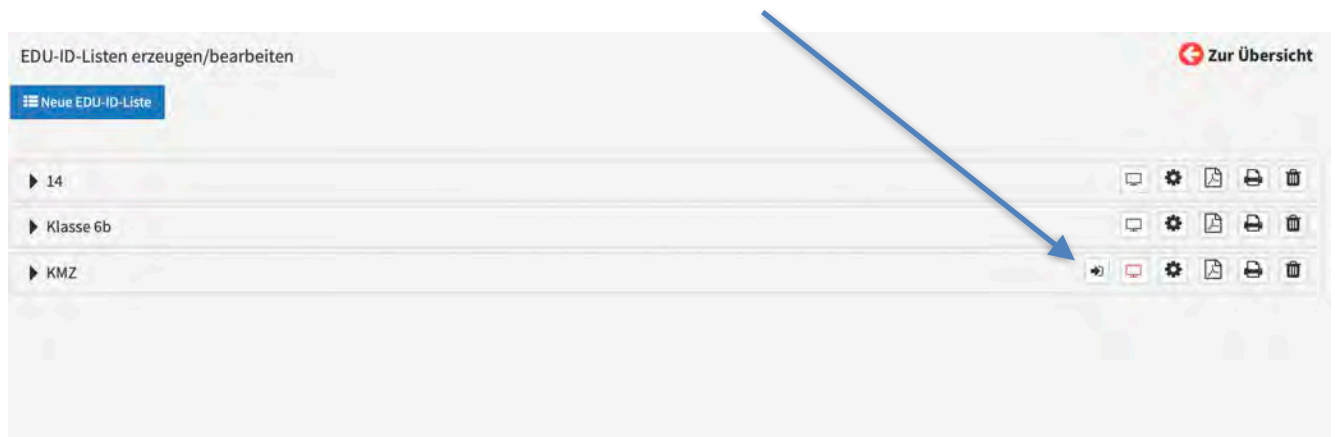 EDU-ID-Listen erzeugen/bearbeiten
Zur Übersicht
Neue EDU-ID-Liste
14
Klasse 6b
KMZ